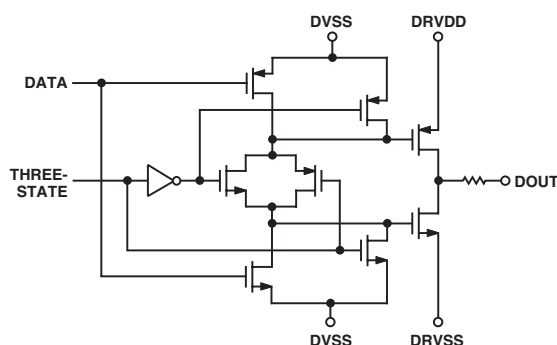 DVSS
DRVDD
DATA
THREE-
STATE
DOUT
DVSS
DRVSS